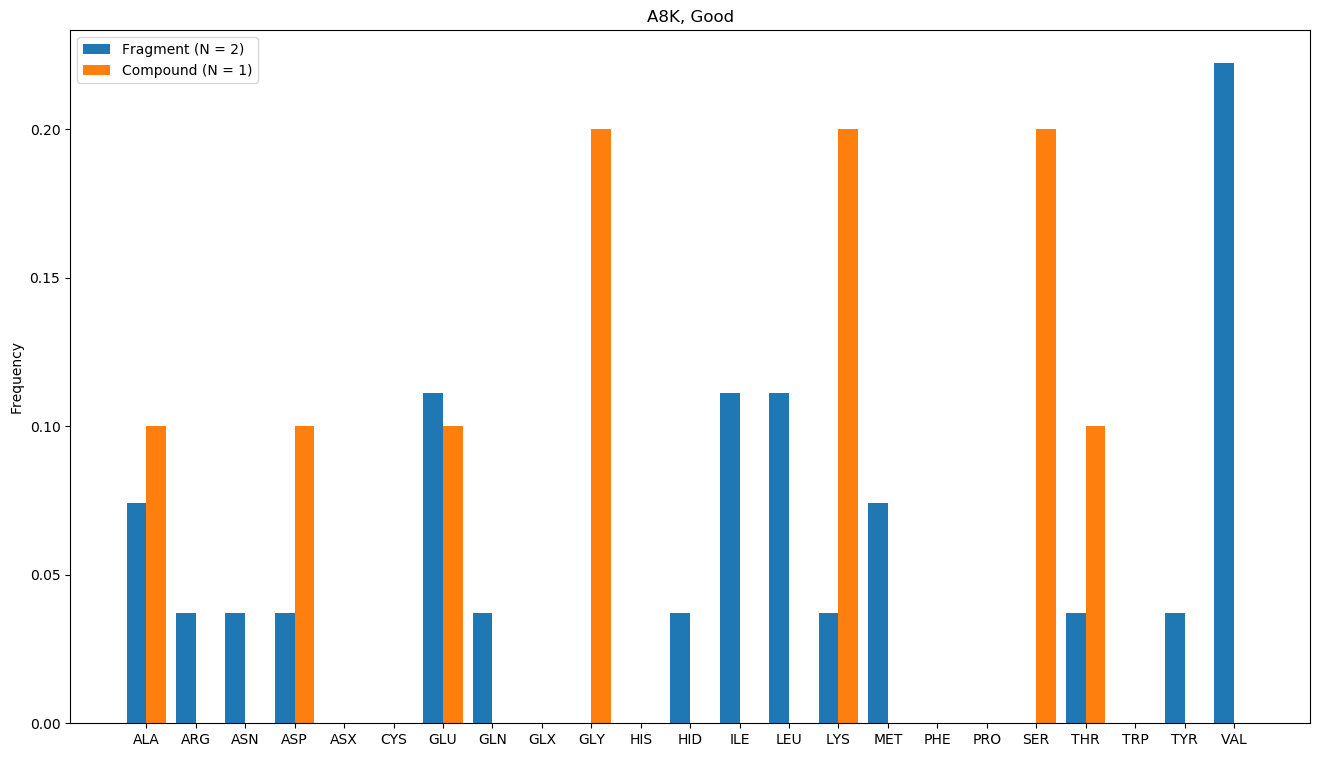 A8K, Good
Fragment (N = 2)
Compound (N = 1)
0.20
0.15
0.10
0.05
0.00
Frequency
ALA ARG ASN ASP ASX CYS GLU GLN GLX GLY HIS HID ILE LEU LYS MET PHE PRO SER THR TRP TYR VAL